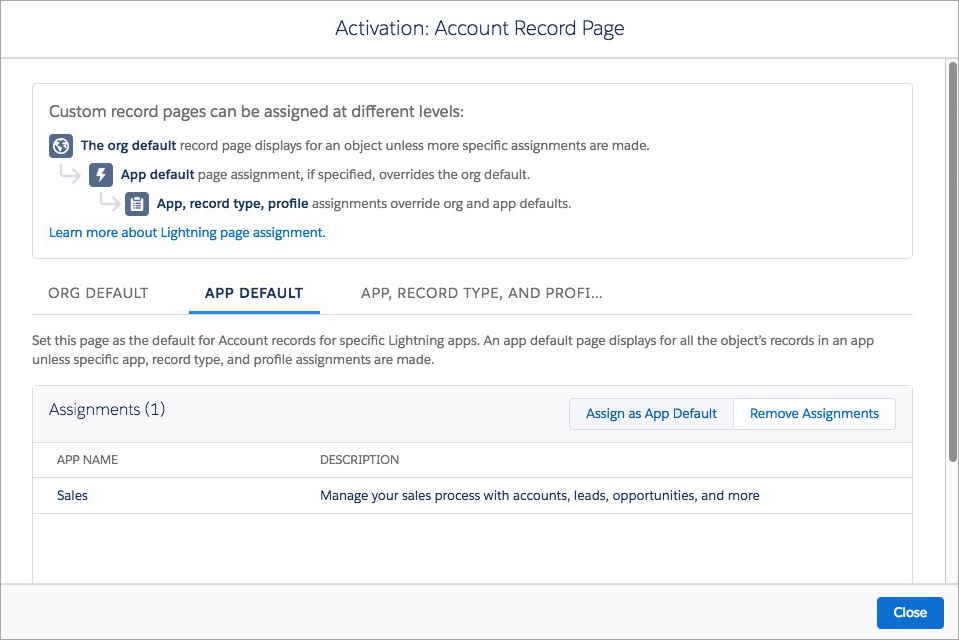 Activation: Account Record Page
Custom record pages can be assigned at different levels:
The org default record page displays for an object unless more specific assignments are made.
App default page assignment, if specified, overrides the org default.
App, record type, profile assignments override org and app defaults.
Learn more about Lightning page assignment.
ORG DEFAULT APP DEFAULT APP, RECORD TYPE, AND PROFI...
Set this page as the default for Account records for specific Lightning apps. An app default page displays for all the object’s records in an app
unless specific app, record type, and profile assignments are made.
Assignments (1) Assign as App Default Remove Assignments
APP NAME DESCRIPTION
Sales Manage your sales process with accounts, leads, opportunities, and more
Close